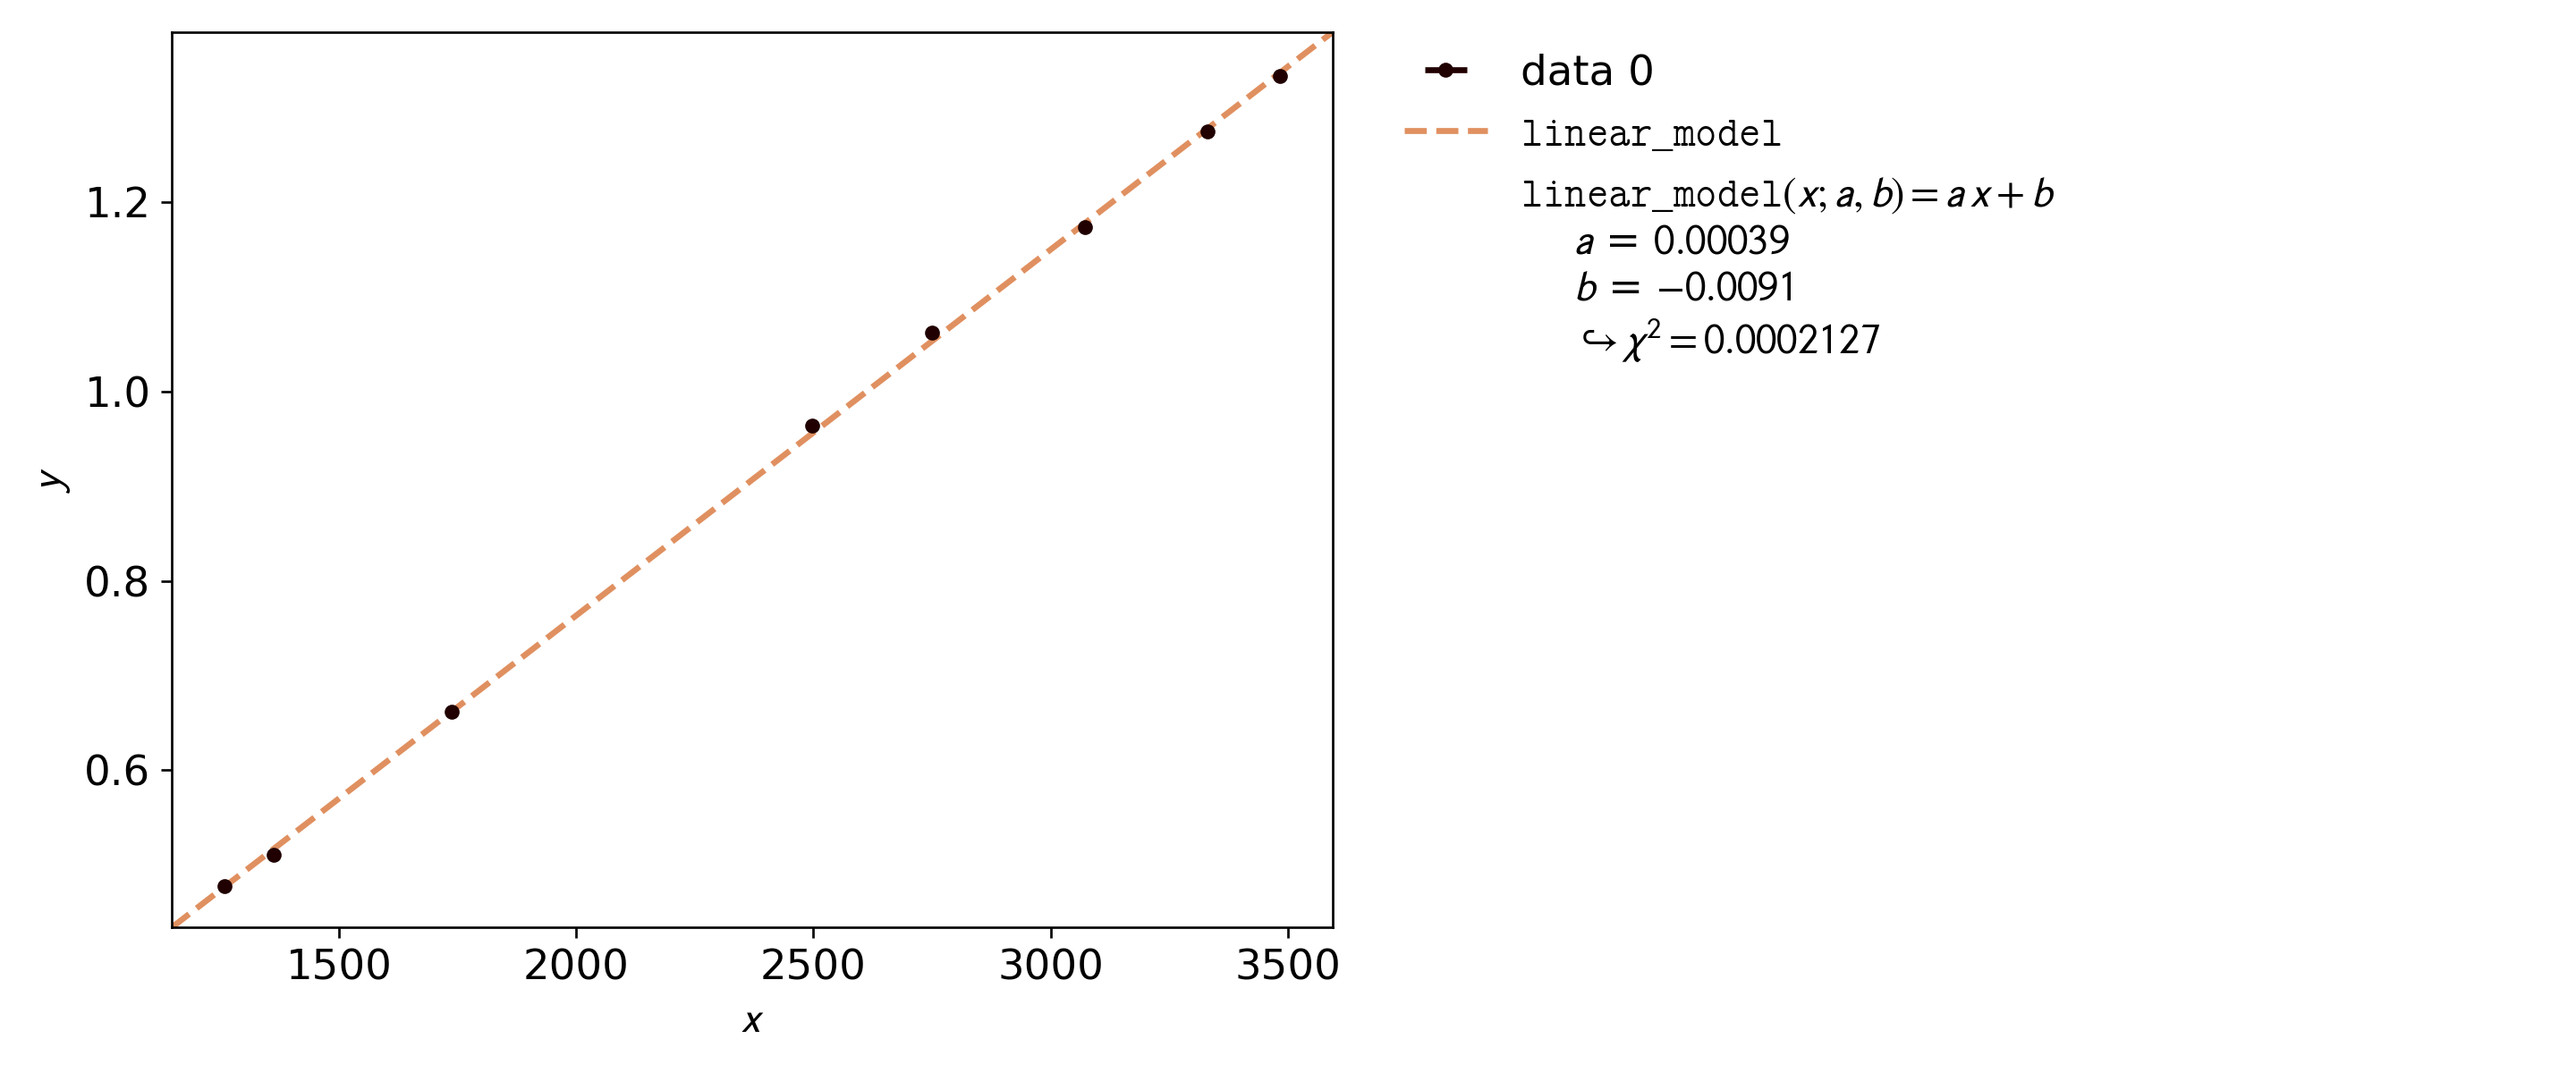 1.2
1.0
0.8
0.6
y
1500 2000 2500 3000 3500
x
data 0
linear_model
linear_model(x; a, b) = a x + b
a = 0.00039
b = −0.0091
↪ χ² = 0.0002127